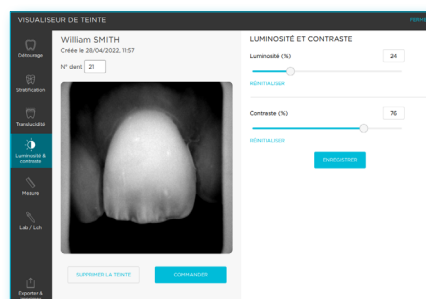 VISUALISEUR DE TEINTE
FERMER
Détourage
Stratification
Translucidité
Luminosité &
contraste
Mesure
Lab / Lch
Exporter &
William SMITH
Créée le 28/04/2022, 11:57
N° dent 21
SUPPRIMER LA TEINTE
COMMANDER
LUMINOSITÉ ET CONTRASTE
Luminosité (%) 24
RÉINITIALISER
Contraste (%) 76
RÉINITIALISER
ENREGISTRER